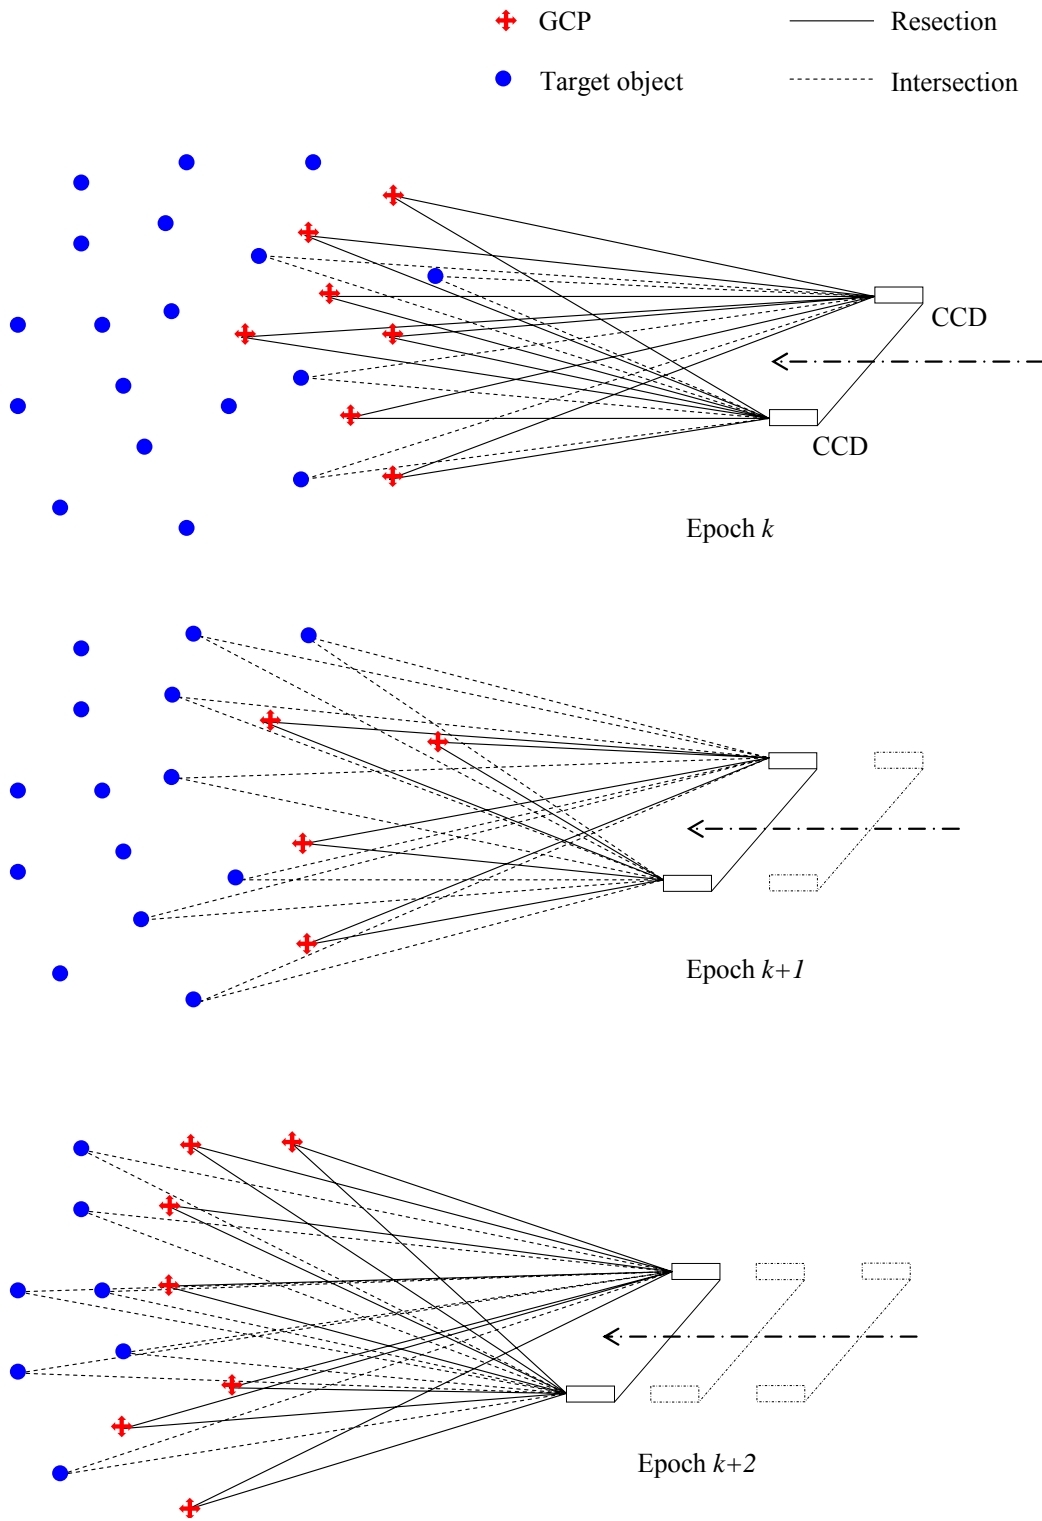 GCP
Resection
Target object
Intersection
CCD
CCD
Epoch k
Epoch k+1
Epoch k+2